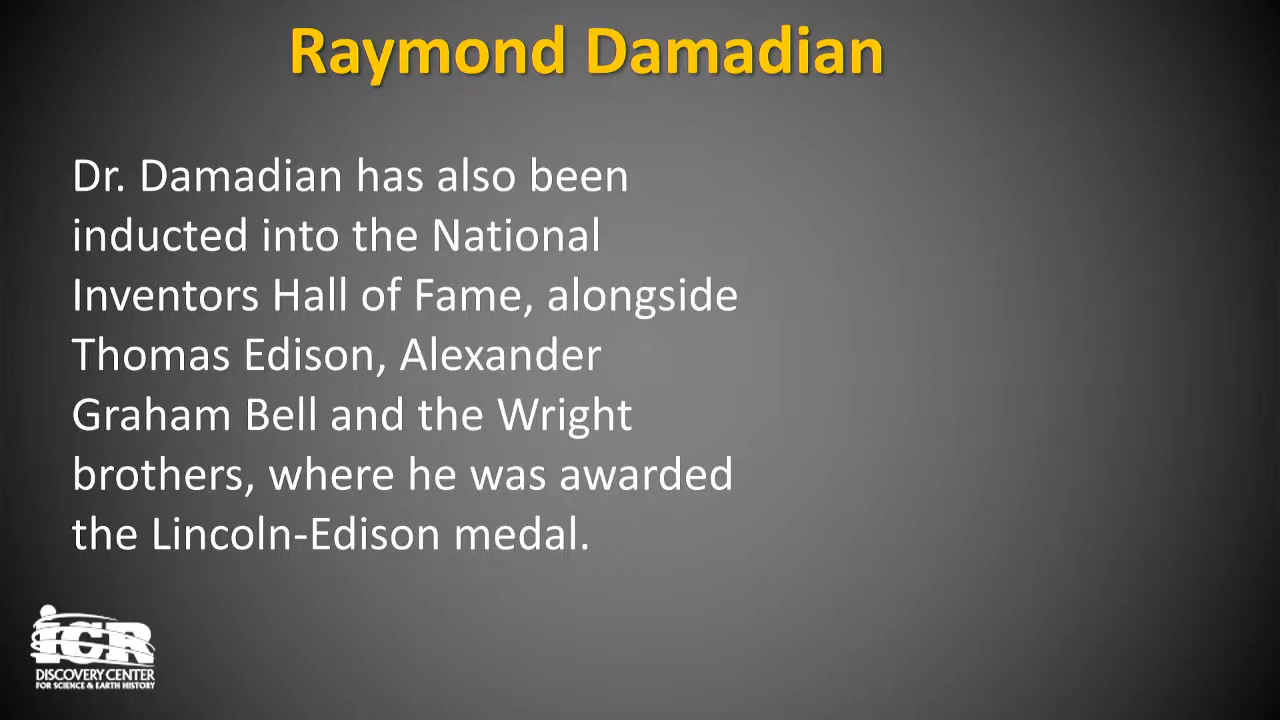 Raymond Damadian
Dr. Damadian has also been
inducted into the National
Inventors Hall of Fame, alongside
Thomas Edison, Alexander
Graham Bell and the Wright
brothers, where he was awarded
the Lincoln-Edison medal.
iCR
DISCOVERY CENTER
FOR SCIENCE & EARTH HISTORY